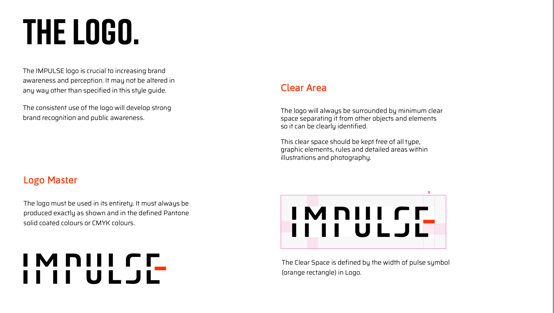 THE LOGO.
The IMPULSE logo is crucial to increasing brand
awareness and perception. It may not be altered in
any way other than specified in this style guide.
The consistent use of the logo will develop strong
brand recognition and public awareness.
Logo Master
The logo must be used in its entirety. It must always be
produced exactly as shown and in the defined Pantone
solid coated colours or CMYK colours.
IMPULSE
Clear Area
The logo will always be surrounded by minimum clear
space separating it from other objects and elements
so it can be clearly identified.
This clear space should be kept free of all type,
graphic elements, rules and detailed areas within
illustrations and photography.
x
IMPULSE
The Clear Space is defined by the width of pulse symbol
(orange rectangle) in Logo.